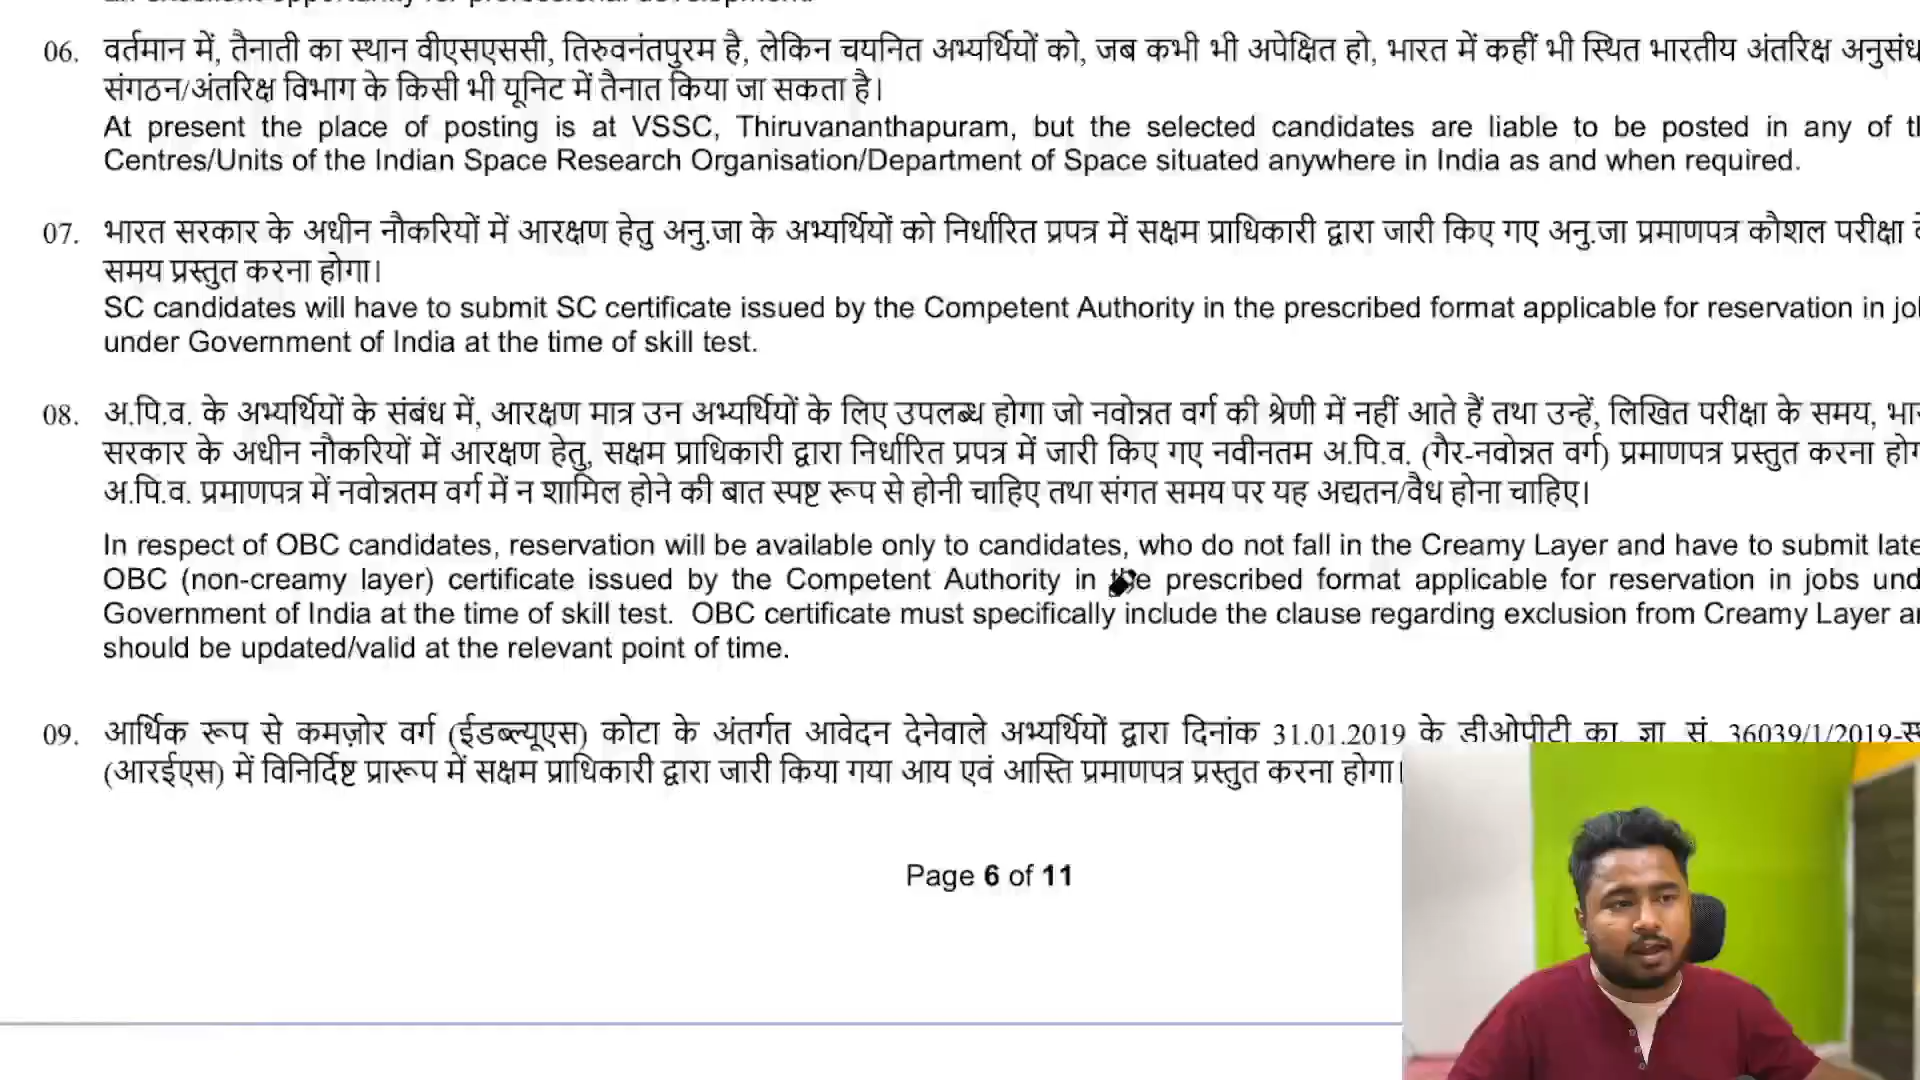 06. वर्तमान में, तैनाती का स्थान वीएसएससी, तिरुवनंतपुरम है, लेकिन चयनित अभ्यर्थियों को, जब कभी भी अपेक्षित हो, भारत में कहीं भी स्थित भारतीय अंतरिक्ष
संगठन/अंतरिक्ष विभाग के किसी भी यूनिट में तैनात किया जा सकता है।
At present the place of posting is at VSSC, Thiruvananthapuram, but the selected candidates are liable to be posted in any of
Centres/Units of the Indian Space Research Organisation/Department of Space situated anywhere in India as and when required.
07. भारत सरकार के अधीन नौकरियों में आरक्षण हेतु अनु.जा के अभ्यर्थियों को निर्धारित प्रपत्र में सक्षम प्राधिकारी द्वारा जारी किए गए अनु.जा प्रमाणपत्र कौशल परीक्षा
समय प्रस्तुत करना होगा।
SC candidates will have to submit SC certificate issued by the Competent Authority in the prescribed format applicable for reservation in
under Government of India at the time of skill test.
08. अ.पि.व. के अभ्यर्थियों के संबंध में, आरक्षण मात्र उन अभ्यर्थियों के लिए उपलब्ध होगा जो नवोन्नत वर्ग की श्रेणी में नहीं आते हैं तथा उन्हें, लिखित परीक्षा के समय,
सरकार के अधीन नौकरियों में आरक्षण हेतु, सक्षम प्राधिकारी द्वारा निर्धारित प्रपत्र में जारी किए गए नवीनतम अ.पि.व. (गैर-नवोन्नत वर्ग) प्रमाणपत्र प्रस्तुत करना
अ.पि.व. प्रमाणपत्र में नवोन्नतम वर्ग में न शामिल होने की बात स्पष्ट रूप से होनी चाहिए तथा संगत समय पर यह अद्यतन/वैध होना चाहिए।
In respect of OBC candidates, reservation will be available only to candidates, who do not fall in the Creamy Layer and have to submit
OBC (non-creamy layer) certificate issued by the Competent Authority in the prescribed format applicable for reservation in jobs
Government of India at the time of skill test. OBC certificate must specifically include the clause regarding exclusion from Creamy Layer
should be updated/valid at the relevant point of time.
09. आर्थिक रूप से कमज़ोर वर्ग (ईडब्ल्यूएस) कोटा के अंतर्गत आवेदन देनेवाले अभ्यर्थियों द्वारा दिनांक 31.01.2019 के डीओपीटी का ज्ञा सं. 36039/1/2019-
(आरईएस) में विनिर्दिष्ट प्रारूप में सक्षम प्राधिकारी द्वारा जारी किया गया आय एवं आस्ति प्रमाणपत्र प्रस्तुत करना होगा।
Page 6 of 11